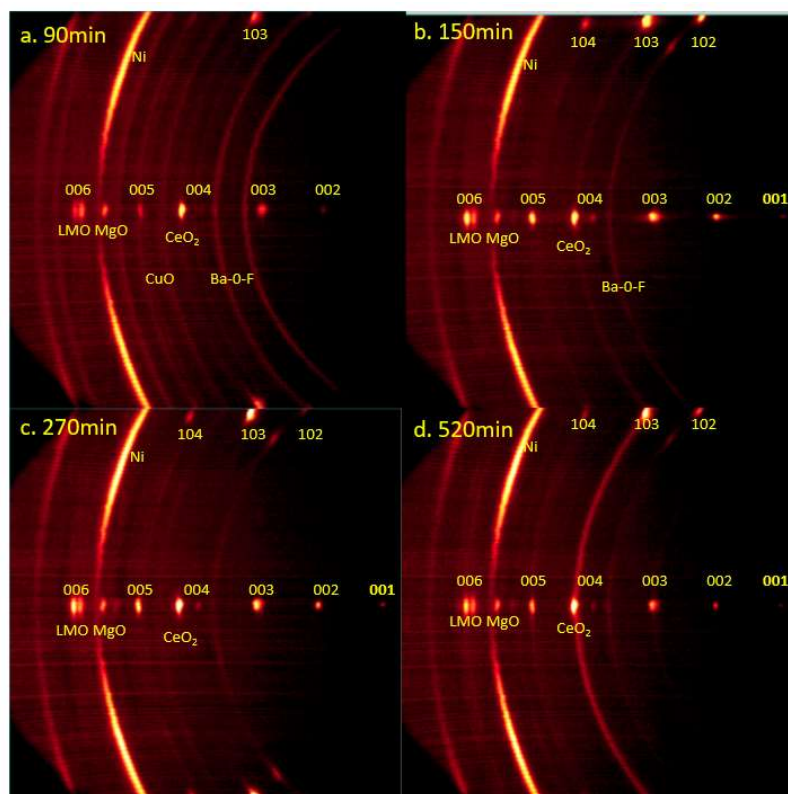 a. 90min
103
Ni
006 005 004 003 002
LMO MgO
CeO₂
CuO Ba-0-F
b. 150min
104 103 102
Ni
006 005 004 003 002 001
LMO MgO CeO₂
Ba-0-F
c. 270min
104 103 102
Ni
006 005 004 003 002 001
LMO MgO CeO₂
d. 520min
104 103 102
Ni
006 005 004 003 002 001
LMO MgO CeO₂